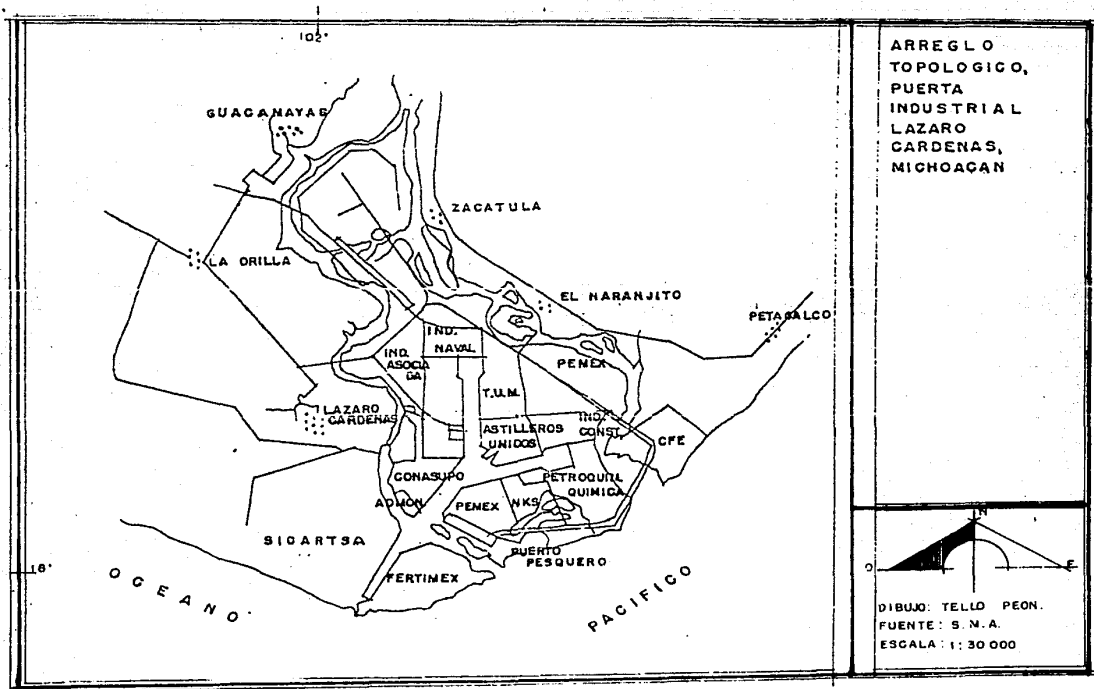 102°
GUACANAYAS
ZACATULA
LA ORILLA
EL NARANJITO
PETACALCO
IND.
NAVAL
IND.
ASOCIA
DA
PEMEX
T.U.M.
LAZARO
CARDENAS
ASTILLEROS
UNIDOS
IND.
CONST.
CFE
CONASUPO
PETROQUIM.
QUIMICA
ADMON
PEMEX
NKS
SICARTSA
PUERTO
PESQUERO
FERTIMEX
18°
OCEANO
PACIFICO
ARREGLO
TOPOLOGICO,
PUERTA
INDUSTRIAL
LAZARO
CARDENAS,
MICHOACAN
N
O
E
DIBUJO: TELLO PEON.
FUENTE: S.M.A.
ESCALA: 1:30 000